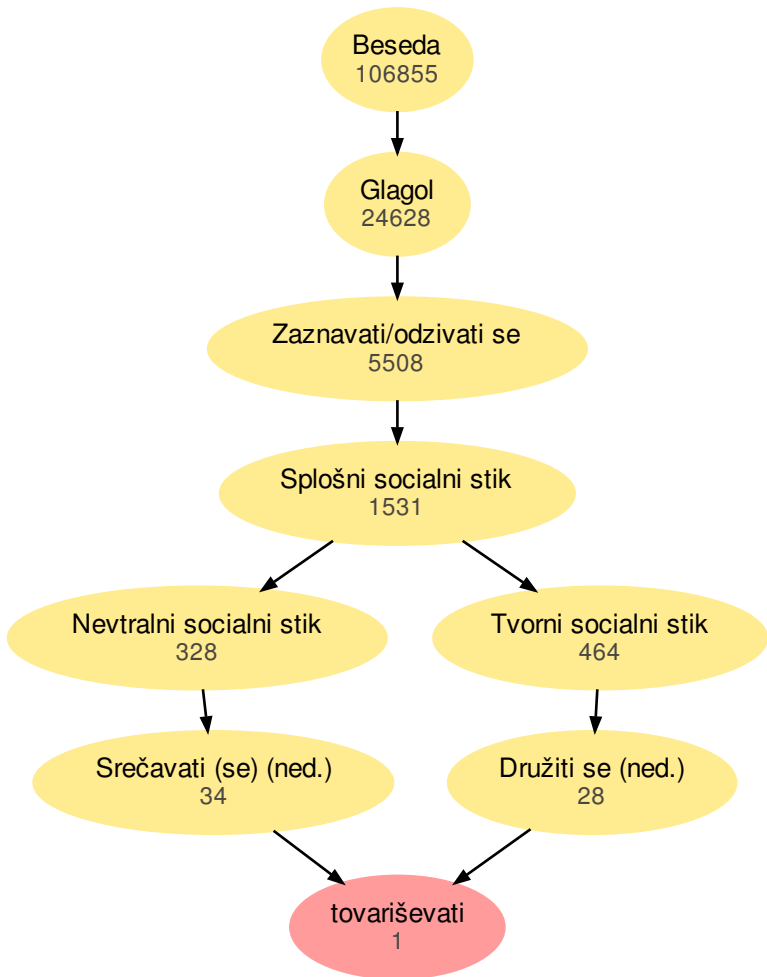 Beseda
106855
Glagol
24628
Zaznavati/odzivati se
5508
Splošni socialni stik
1531
Nevtralni socialni stik
328
Tvorni socialni stik
464
Srečavati (se) (ned.)
34
Družiti se (ned.)
28
tovariševati
1